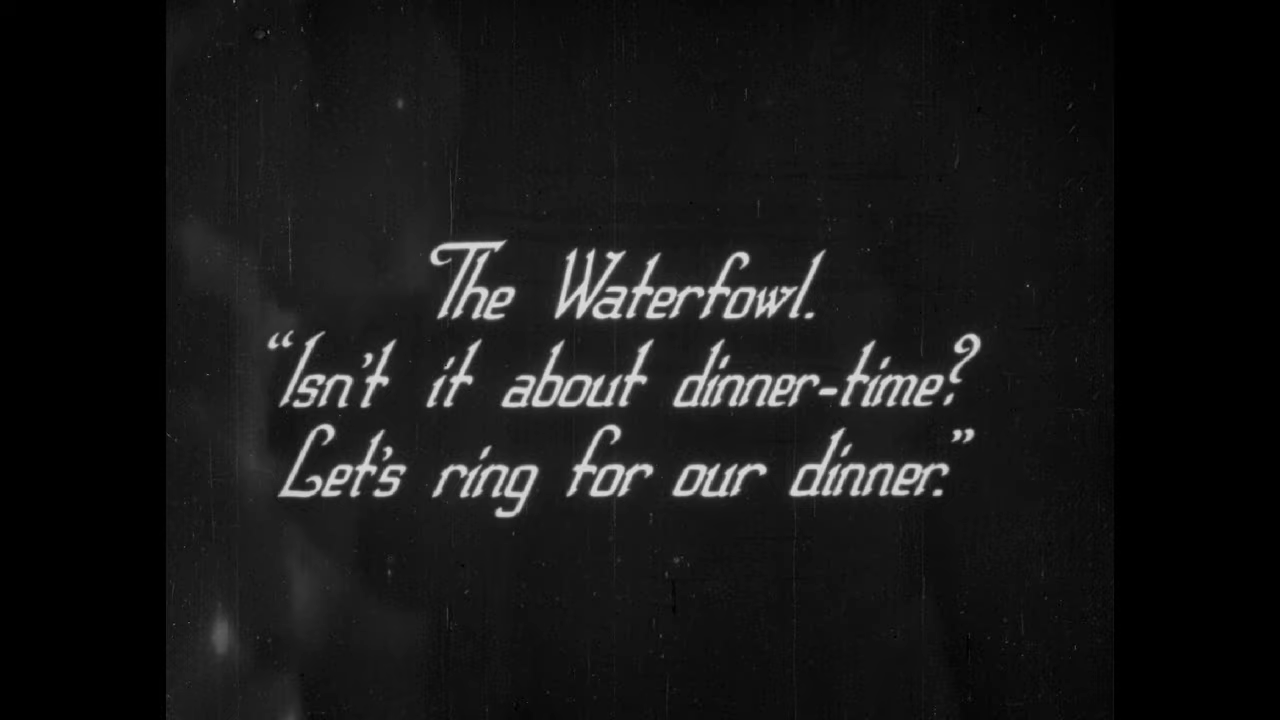 The Waterfowl.
“Isn't it about dinner-time?
Let's ring for our dinner.”